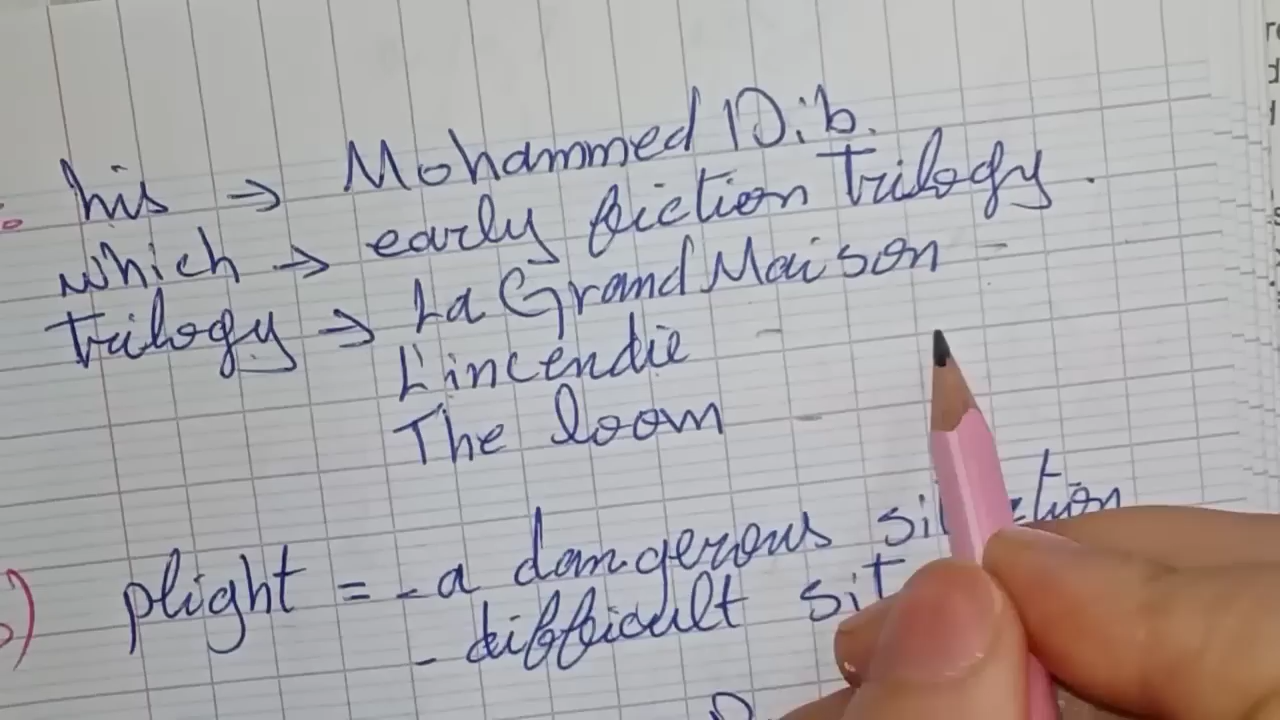 his → Mohammed Dib.
which → early fiction trilogy.
trilogy → La Grand Maison -
L'incendie -
The loom -
plight = - a dangerous
- difficult